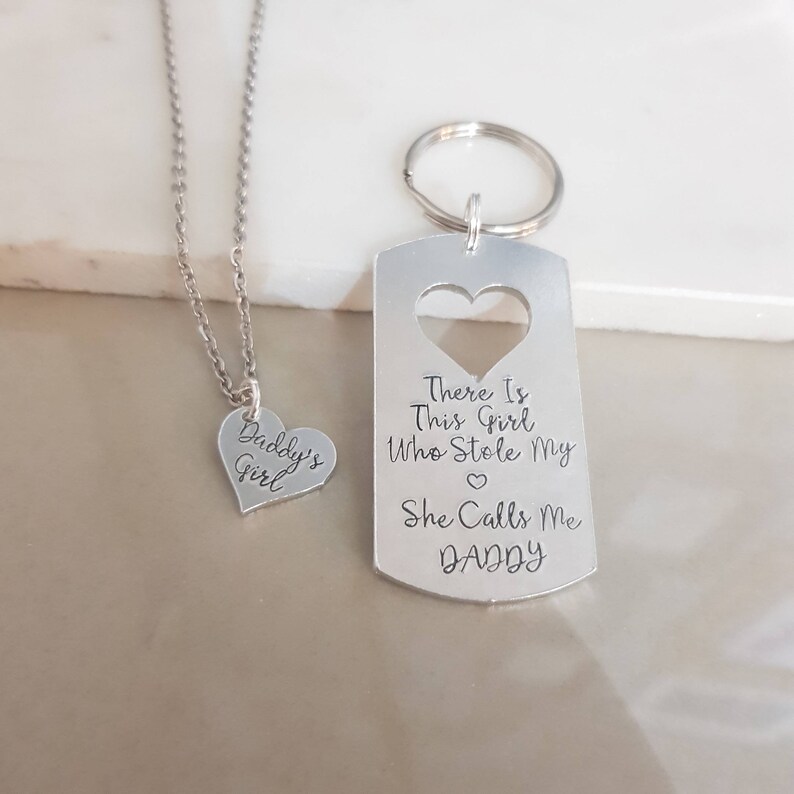 Daddy's
Girl
There Is
This Girl
Who Stole My
♡
She Calls Me
DADDY